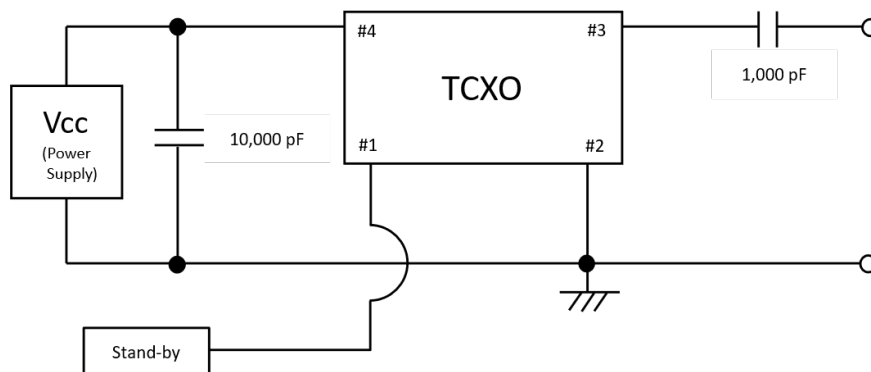 #4
#3
1,000 pF
TCXO
Vcc
(Power
Supply)
10,000 pF
#1
#2
Stand-by